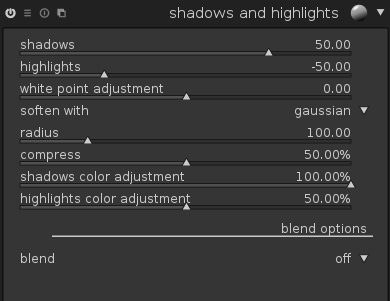 shadows and highlights
shadows 50.00
highlights -50.00
white point adjustment 0.00
soften with gaussian
radius 100.00
compress 50.00%
shadows color adjustment 100.00%
highlights color adjustment 50.00%
blend options
blend off